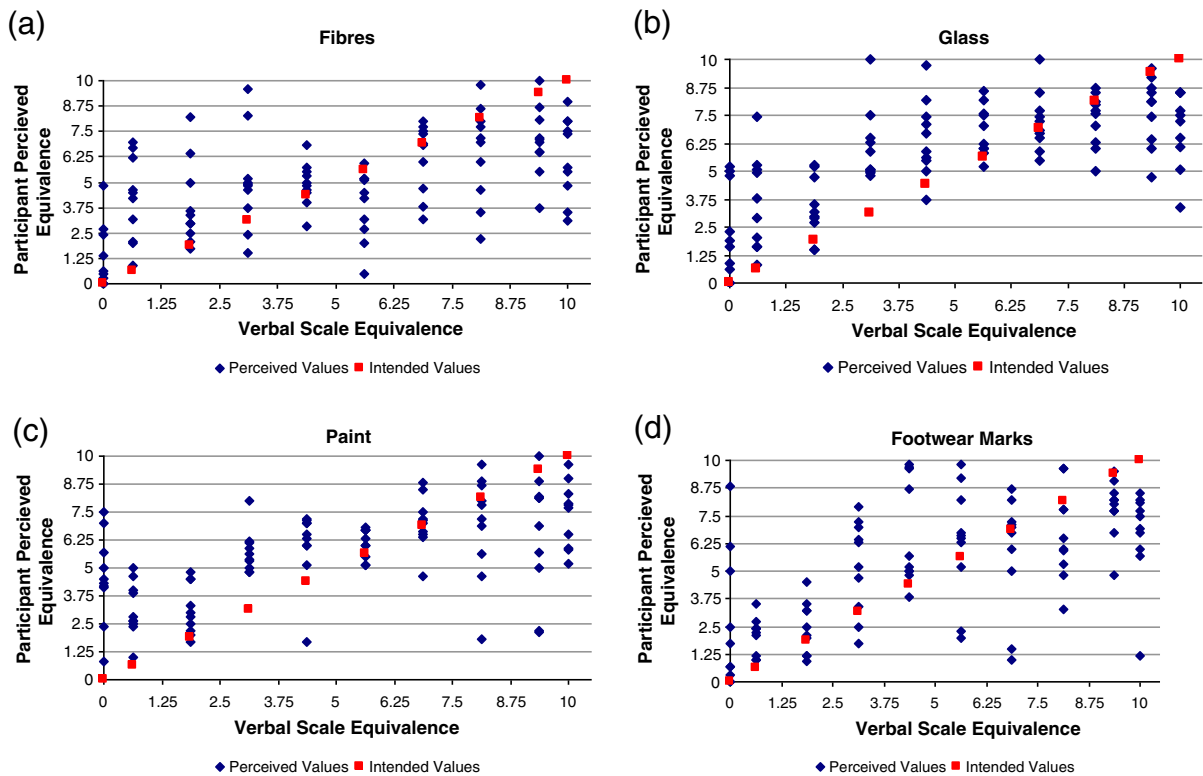 (a)
Fibres
Participant Percieved
Equivalence
10
8.75
7.5
6.25
5
3.75
2.5
1.25
0
0 1.25 2.5 3.75 5 6.25 7.5 8.75 10
Verbal Scale Equivalence
Perceived Values Intended Values
(b)
Glass
Participant Percieved
Equivalence
10
8.75
7.5
6.25
5
3.75
2.5
1.25
0
0 1.25 2.5 3.75 5 6.25 7.5 8.75 10
Verbal Scale Equivalence
Perceived Values Intended Values
(c)
Paint
Participant Percieved
Equivalence
10
8.75
7.5
6.25
5
3.75
2.5
1.25
0
0 1.25 2.5 3.75 5 6.25 7.5 8.75 10
Verbal Scale Equivalence
Perceived Values Intended Values
(d)
Footwear Marks
Participant Percieved
Equivalence
10
8.75
7.5
6.25
5
3.75
2.5
1.25
0
0 1.25 2.5 3.75 5 6.25 7.5 8.75 10
Verbal Scale Equivalence
Perceived Values Intended Values